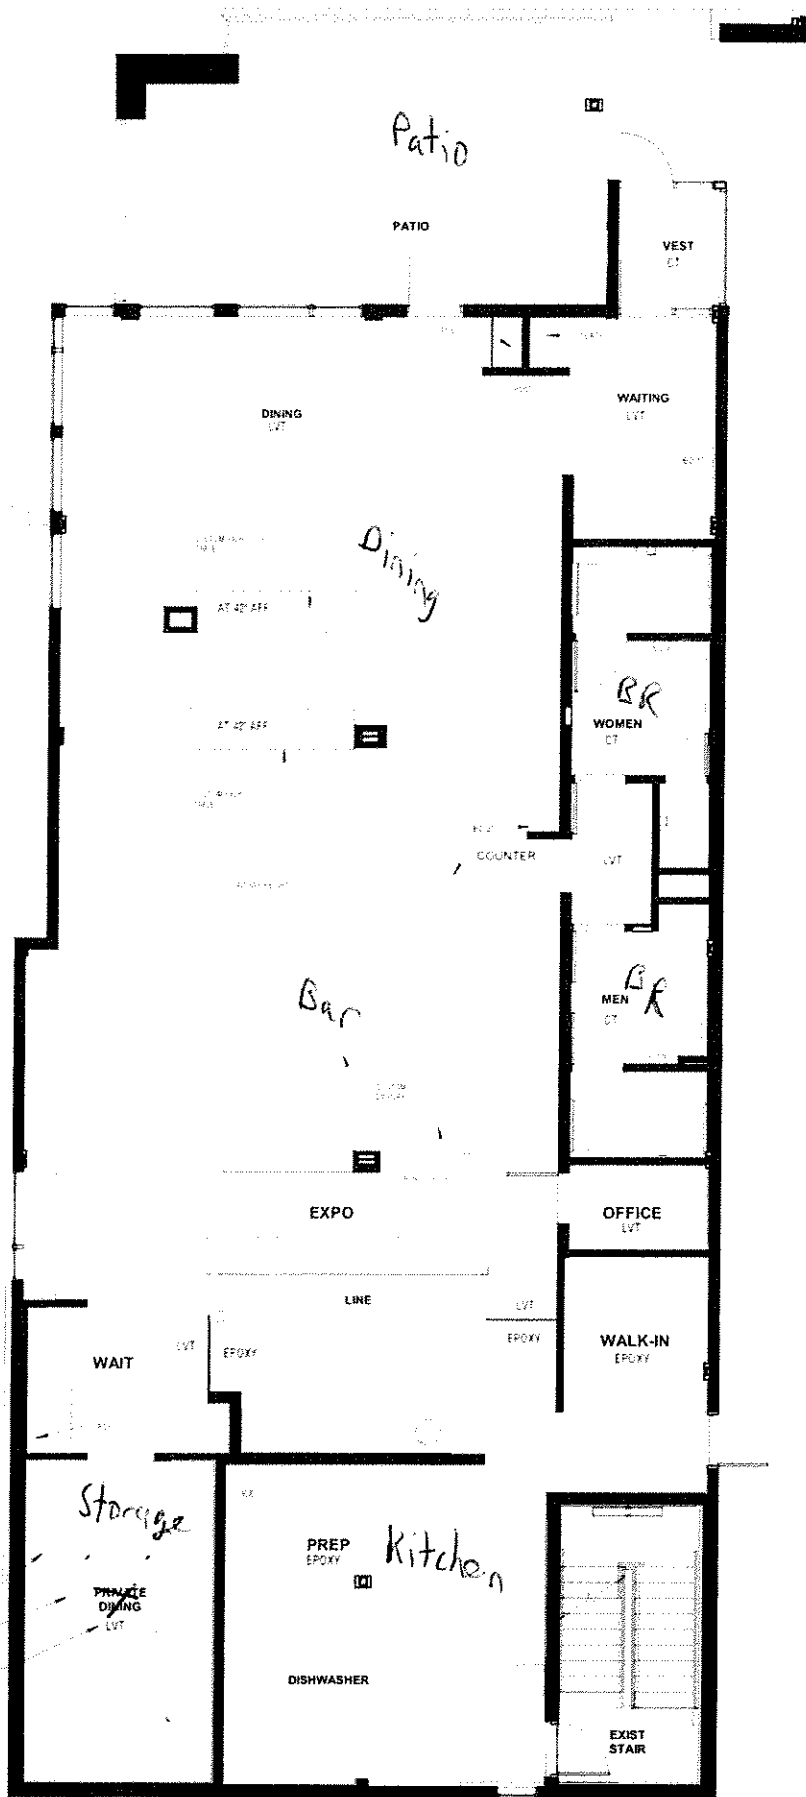 Patio
PATIO
VEST
CT
WAITING
LVT
DINING
LVT
Dining
AT 42" AFF
AT 42" AFF
BR
WOMEN
CT
COUNTER
LVT
Bar
BR
MEN
CT
EXPO
OFFICE
LVT
LINE
LVT
EPOXY
WALK-IN
EPOXY
WAIT
LVT
EPOXY
Storage
PRIVATE
DINING
LVT
PREP
EPOXY
Kitchen
DISHWASHER
EXIST
STAIR